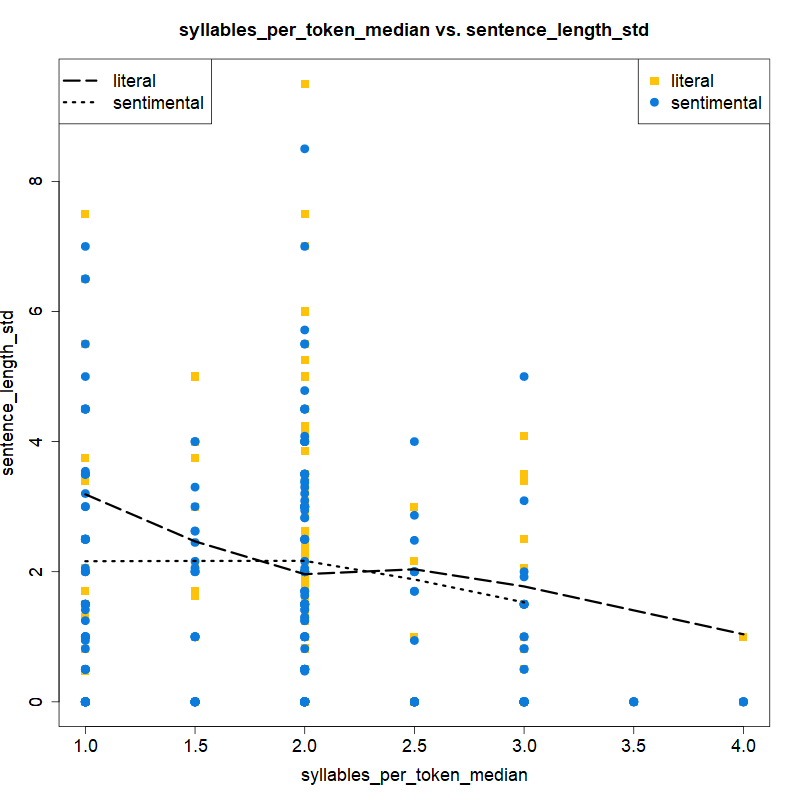 syllables_per_token_median vs. sentence_length_std
literal
sentimental
literal
sentimental
sentence_length_std
8
6
4
2
0
1.0 1.5 2.0 2.5 3.0 3.5 4.0
syllables_per_token_median